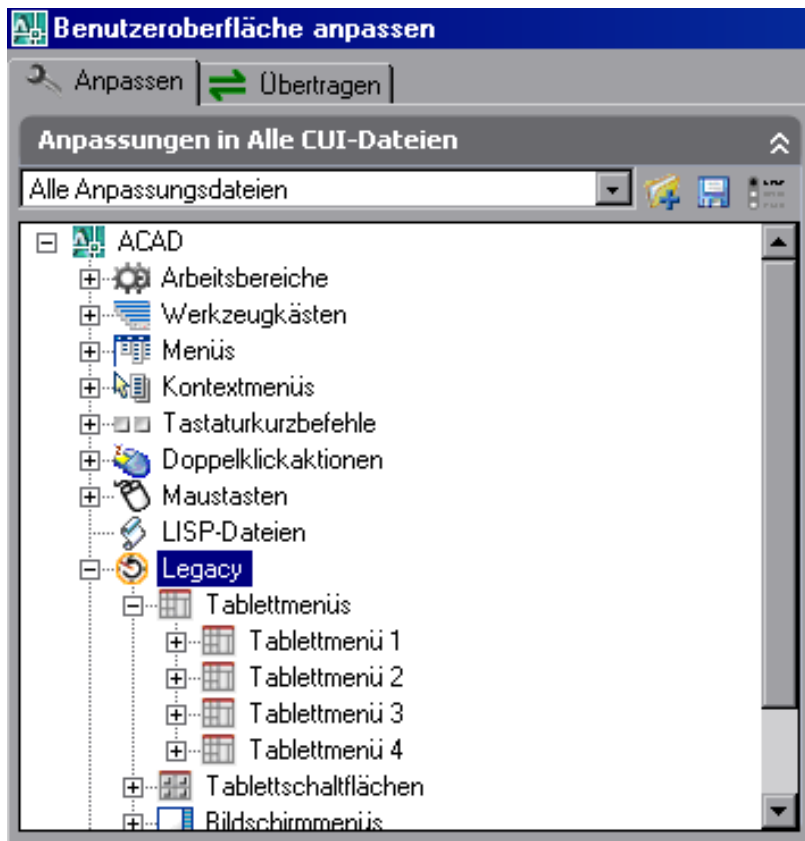 Benutzeroberfläche anpassen
Anpassen Übertragen
Anpassungen in Alle CUI-Dateien
Alle Anpassungsdateien
ACAD
Arbeitsbereiche
Werkzeugkästen
Menüs
Kontextmenüs
Tastaturkurzbefehle
Doppelklickaktionen
Maustasten
LISP-Dateien
Legacy
Tablettmenüs
Tablettmenü 1
Tablettmenü 2
Tablettmenü 3
Tablettmenü 4
Tablettschaltflächen
Bildschirmmenüs